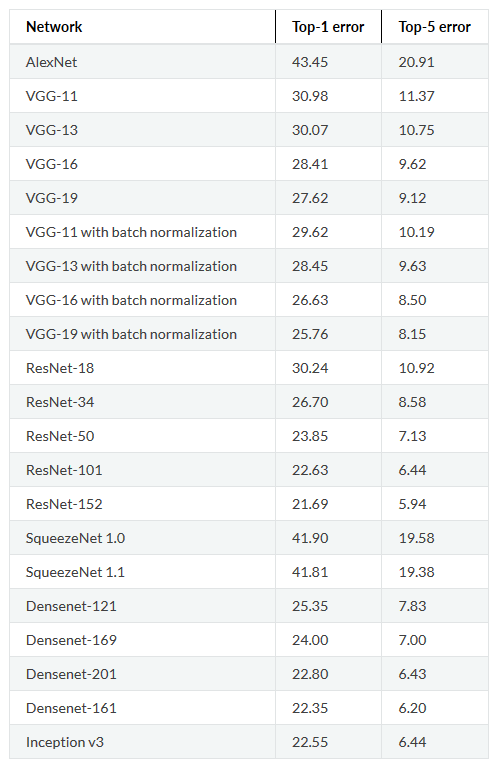 Network Top-1 error Top-5 error
AlexNet 43.45 20.91
VGG-11 30.98 11.37
VGG-13 30.07 10.75
VGG-16 28.41 9.62
VGG-19 27.62 9.12
VGG-11 with batch normalization 29.62 10.19
VGG-13 with batch normalization 28.45 9.63
VGG-16 with batch normalization 26.63 8.50
VGG-19 with batch normalization 25.76 8.15
ResNet-18 30.24 10.92
ResNet-34 26.70 8.58
ResNet-50 23.85 7.13
ResNet-101 22.63 6.44
ResNet-152 21.69 5.94
SqueezeNet 1.0 41.90 19.58
SqueezeNet 1.1 41.81 19.38
Densenet-121 25.35 7.83
Densenet-169 24.00 7.00
Densenet-201 22.80 6.43
Densenet-161 22.35 6.20
Inception v3 22.55 6.44